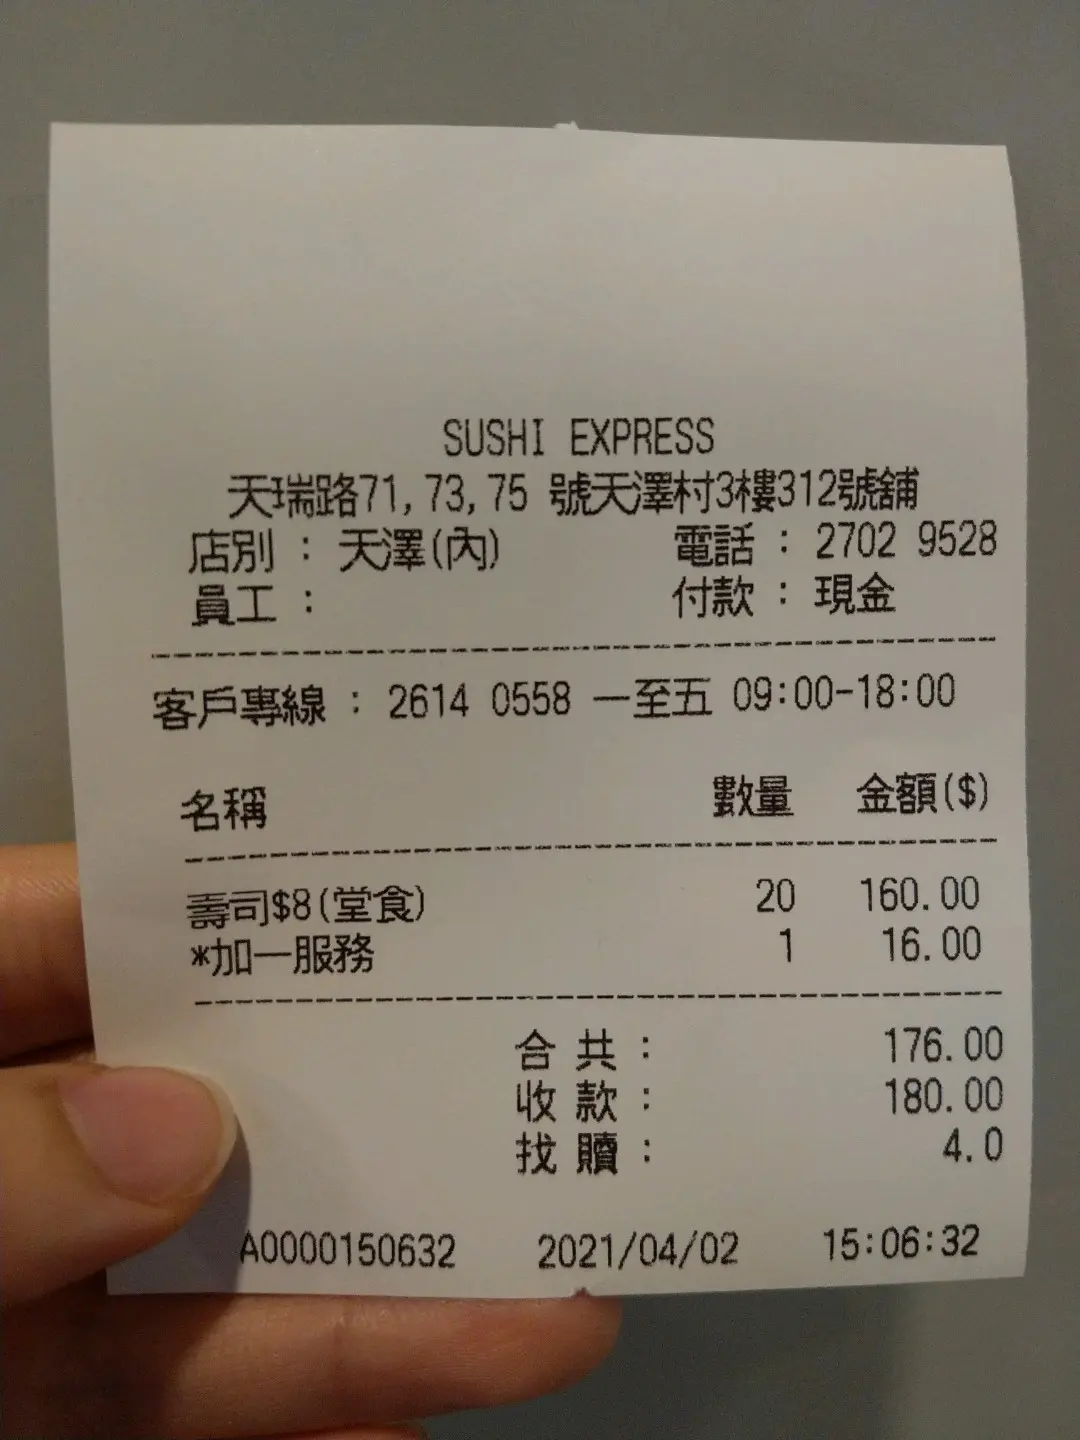 SUSHI EXPRESS
天瑞路71, 73, 75 號天澤村3樓312號舖
店別 : 天澤(內) 電話 : 2702 9528
員工 : 付款 : 現金
客戶專線 : 2614 0558 一至五 09:00-18:00
名稱 數量 金額($)
壽司$8(堂食) 20 160.00
*加一服務 1 16.00
合 共 : 176.00
收 款 : 180.00
找 贖 : 4.0
A0000150632 2021/04/02 15:06:32